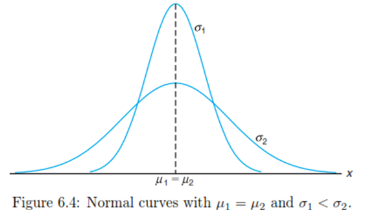 σ₁
σ₂
x
μ₁ = μ₂
Figure 6.4: Normal curves with μ₁ = μ₂ and σ₁ < σ₂.